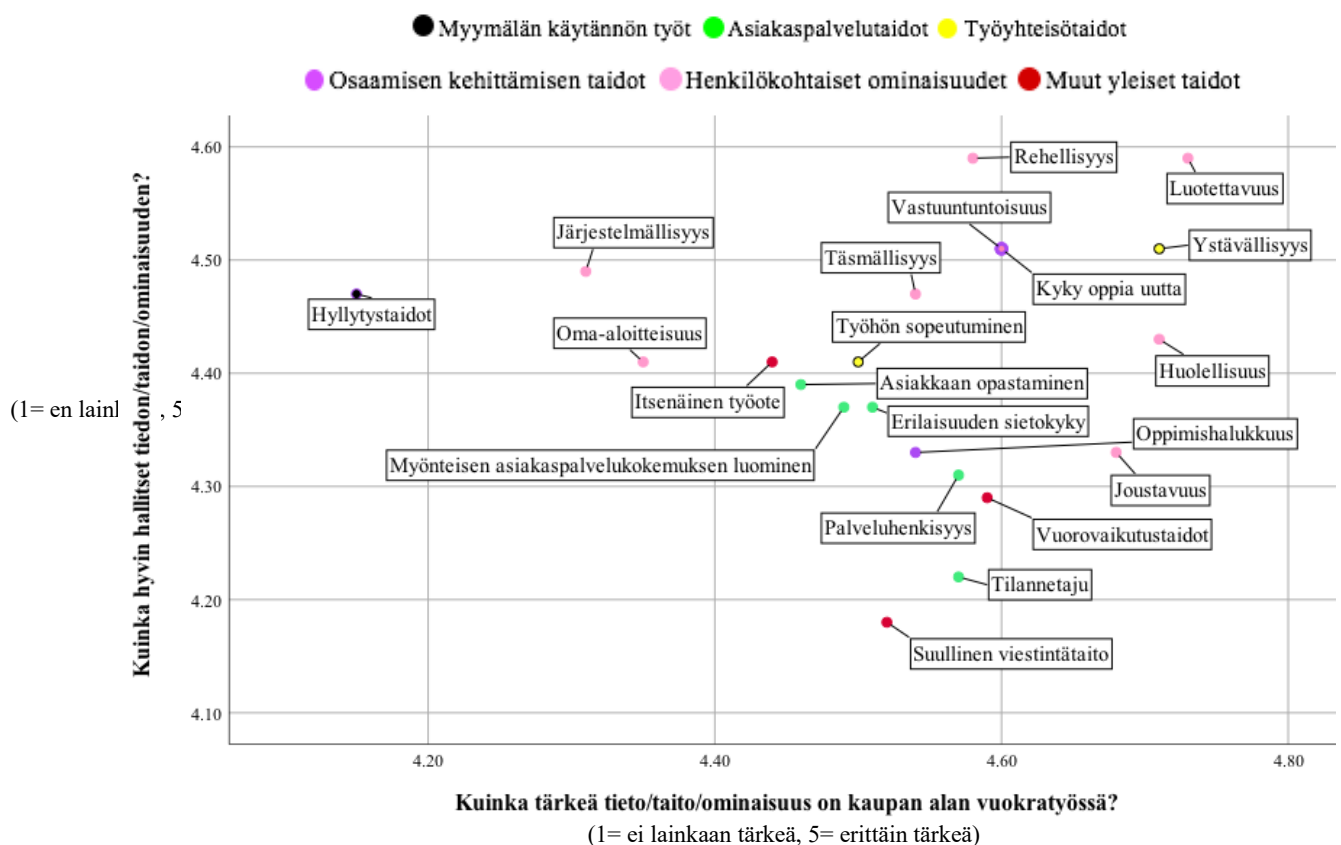 Myymälän käytännön työt Asiakaspalvelutaidot Työyhteisötaidot
Osaamisen kehittämisen taidot Henkilökohtaiset ominaisuudet Muut yleiset taidot
Kuinka hyvin hallitset tiedon/taidon/ominaisuuden?
(1= en , 5
4.60
4.50
4.40
4.30
4.20
4.10
Rehellisyys
Luotettavuus
Vastuuntuntoisuus
Järjestelmällisyys
Ystävällisyys
Täsmällisyys
Kyky oppia uutta
Hyllytystaidot
Työhön sopeutuminen
Oma-aloitteisuus
Huolellisuus
Asiakkaan opastaminen
Itsenäinen työote
Erilaisuuden sietokyky
Oppimishalukkuus
Myönteisen asiakaspalvelukokemuksen luominen
Joustavuus
Palveluhenkisyys
Vuorovaikutustaidot
Tilannetaju
Suullinen viestintätaito
4.20 4.40 4.60 4.80
Kuinka tärkeä tieto/taito/ominaisuus on kaupan alan vuokratyössä?
(1= ei lainkaan tärkeä, 5= erittäin tärkeä)